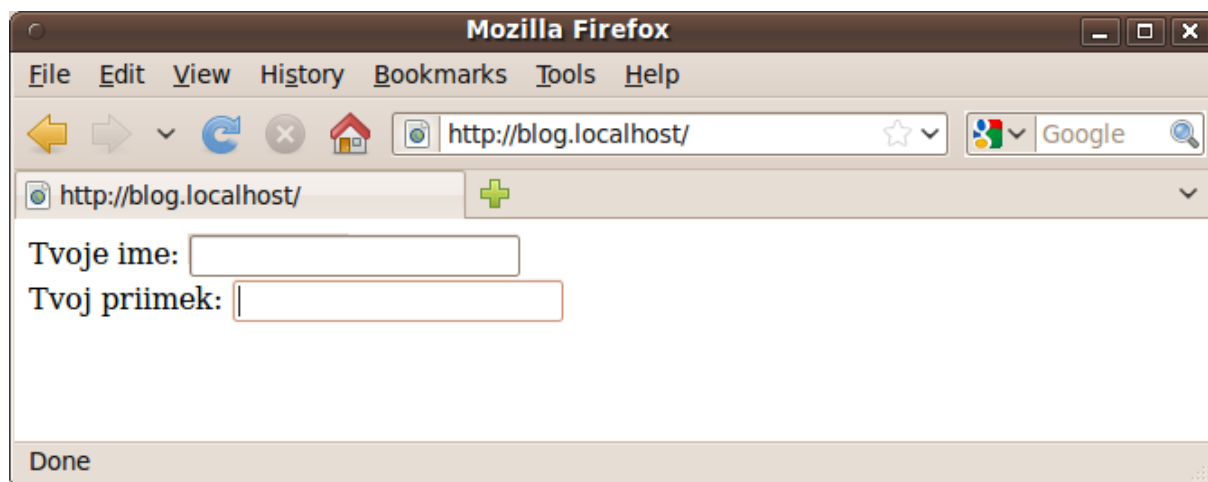 Mozilla Firefox
File Edit View History Bookmarks Tools Help
http://blog.localhost/ Google
http://blog.localhost/
Tvoje ime:
Tvoj priimek:
Done